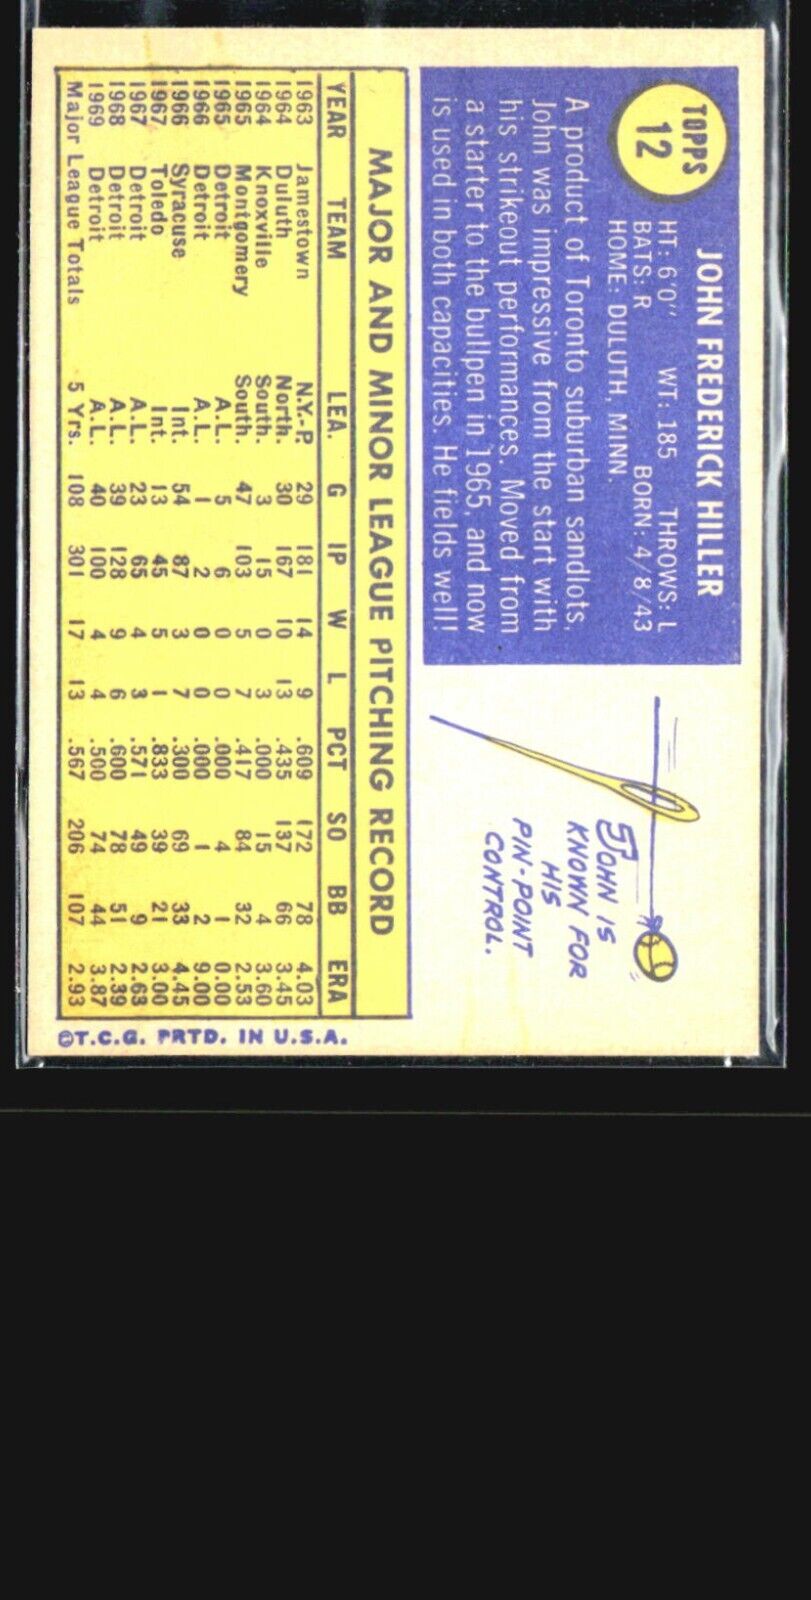 TOPPS
12
JOHN FREDERICK HILLER
HT: 6'0" WT: 185 THROWS: L
BATS: R BORN: 4/8/43
HOME: DULUTH, MINN.
A product of Toronto suburban sandlots,
John was impressive from the start with
his strikeout performances. Moved from
a starter to the bullpen in 1965, and now
is used in both capacities. He fields well!
JOHN IS
KNOWN FOR
HIS
PIN-POINT
CONTROL.
MAJOR AND MINOR LEAGUE PITCHING RECORD
YEAR TEAM LEA. G IP W L PCT SO BB ERA
1963 Jamestown N.Y.-P. 29 181 14 9 .609 172 78 4.03
1964 Duluth North. 30 167 10 13 .435 137 66 3.45
1964 Knoxville South. 3 15 0 3 .000 15 4 3.60
1965 Montgomery South. 47 103 5 7 .417 84 32 2.53
1965 Detroit A.L. 5 6 0 0 .000 4 1 0.00
1966 Detroit A.L. 1 2 0 0 .000 1 2 9.00
1966 Syracuse Int. 54 87 3 7 .300 69 33 4.45
1967 Toledo Int. 13 45 5 1 .833 39 21 3.00
1967 Detroit A.L. 23 65 4 3 .571 49 9 2.63
1968 Detroit A.L. 39 128 9 6 .600 78 51 2.39
1969 Detroit A.L. 40 100 4 4 .500 74 44 3.87
Major League Totals 5 Yrs. 108 301 17 13 .567 206 107 2.93
©T.C.G. PRTD. IN U.S.A.